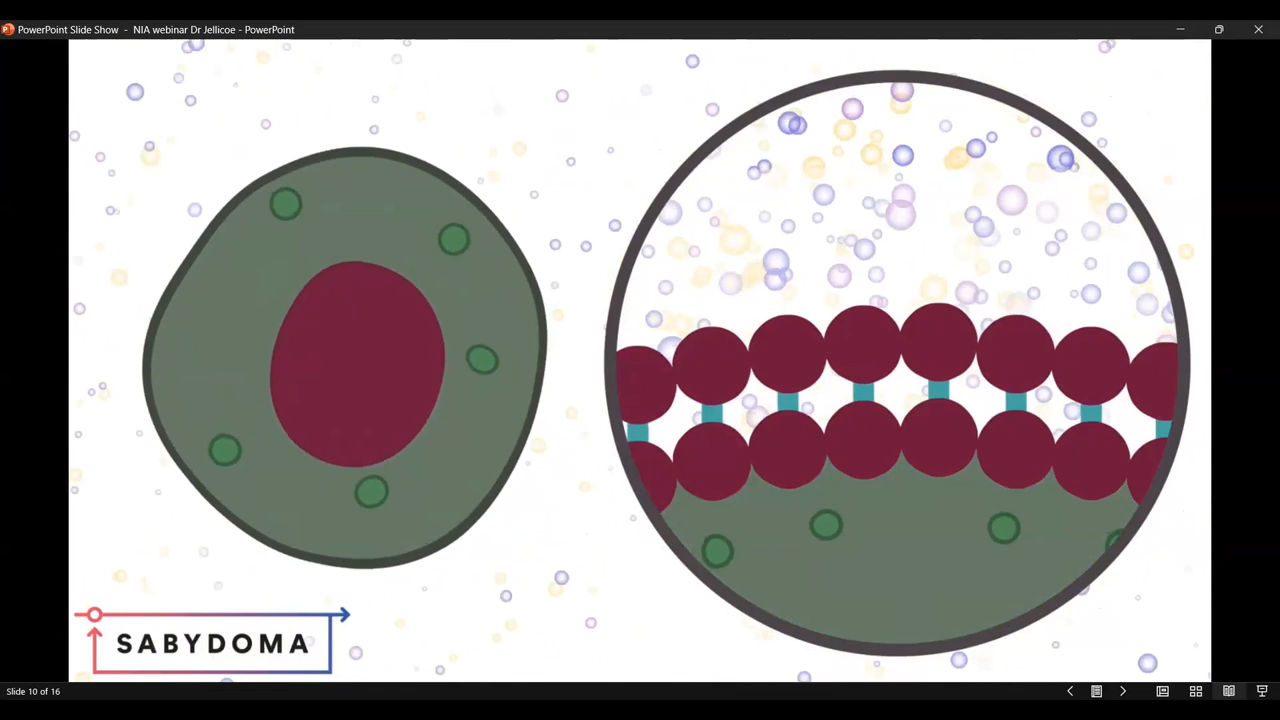 PowerPoint Slide Show - NIA webinar Dr Jellicoe - PowerPoint
SABYDOMA
Slide 10 of 16